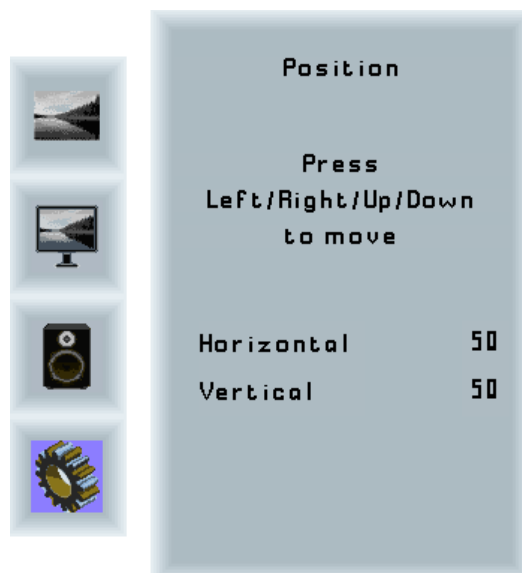 Position
Press
Left/Right/Up/Down
to move
Horizontal 50
Vertical 50